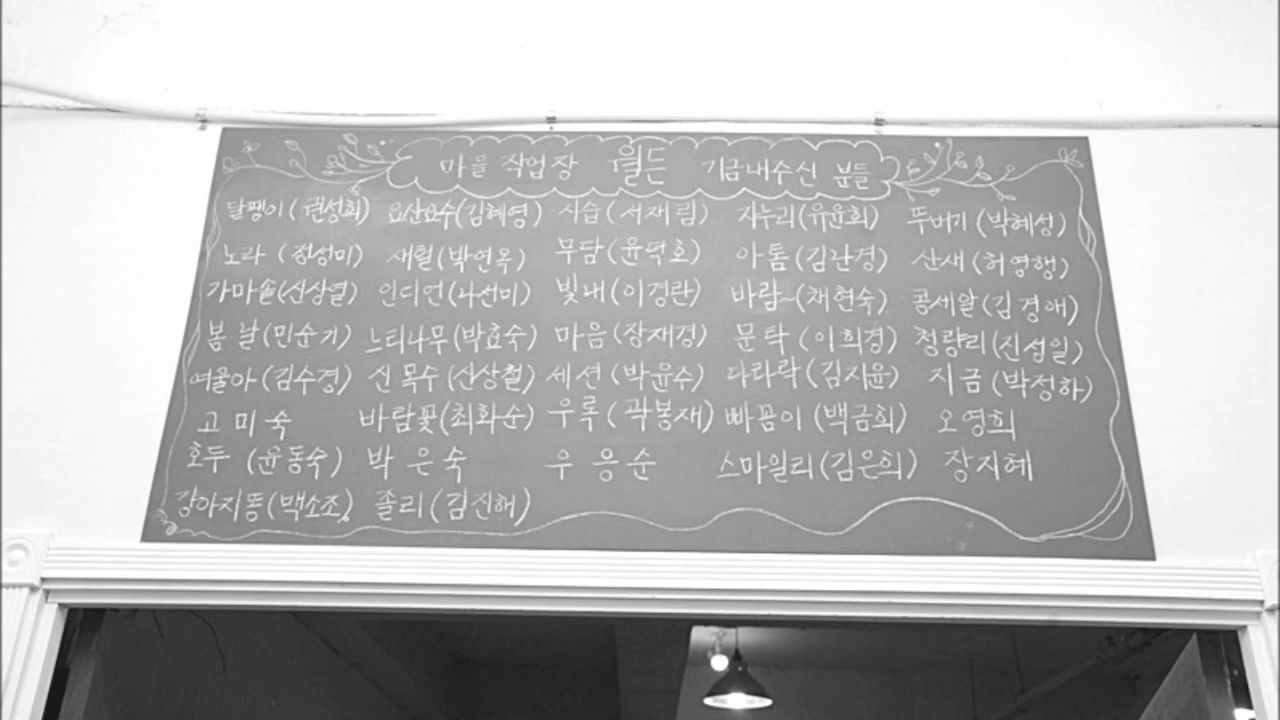 마을 작업장 월든 기금내주신 분들
달팽이(권성희) 요산요수(김혜영) 시습(서재림) 자누리(유윤희) 뚜버기(박혜성)
노라(정성미) 새털(박연옥) 무담(윤덕호) 아톰(김란경) 산새(허영행)
가마솥(신상열) 인디언(나선미) 빛내(이경란) 바람~(채현숙) 콩세알(김경애)
봄날(민순기) 느티나무(박효숙) 마음(장재경) 문탁(이희경) 청량리(진성일)
여울아(김수경) 신목수(신상철) 세션(박윤수) 다라락(김지윤) 지금(박정하)
고미숙 바람꽃(최화순) 우록(곽봉재) 빠꼼이(백금희) 오영희
호두(윤동숙) 박은숙 우응순 스마일리(김은희) 장지혜
강아지똥(맥소조) 졸리(김진해)